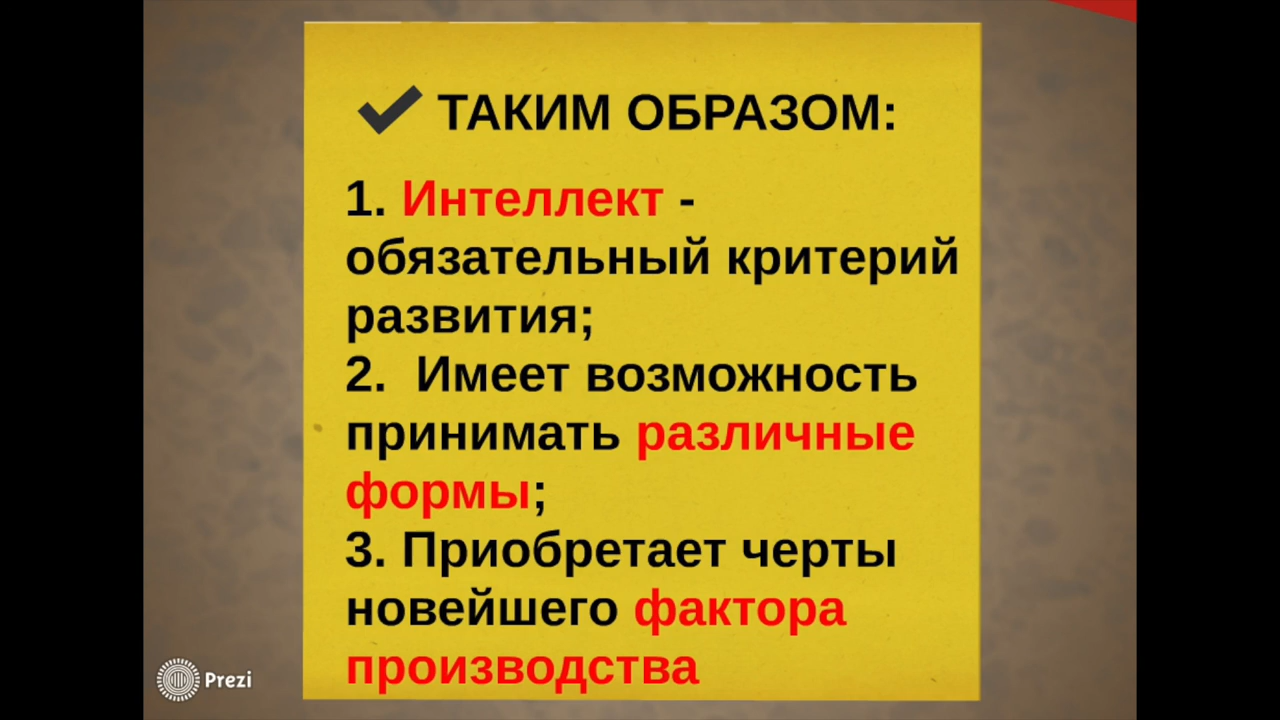 ТАКИМ ОБРАЗОМ:
1. Интеллект -
обязательный критерий
развития;
2. Имеет возможность
принимать различные
формы;
3. Приобретает черты
новейшего фактора
производства
Prezi